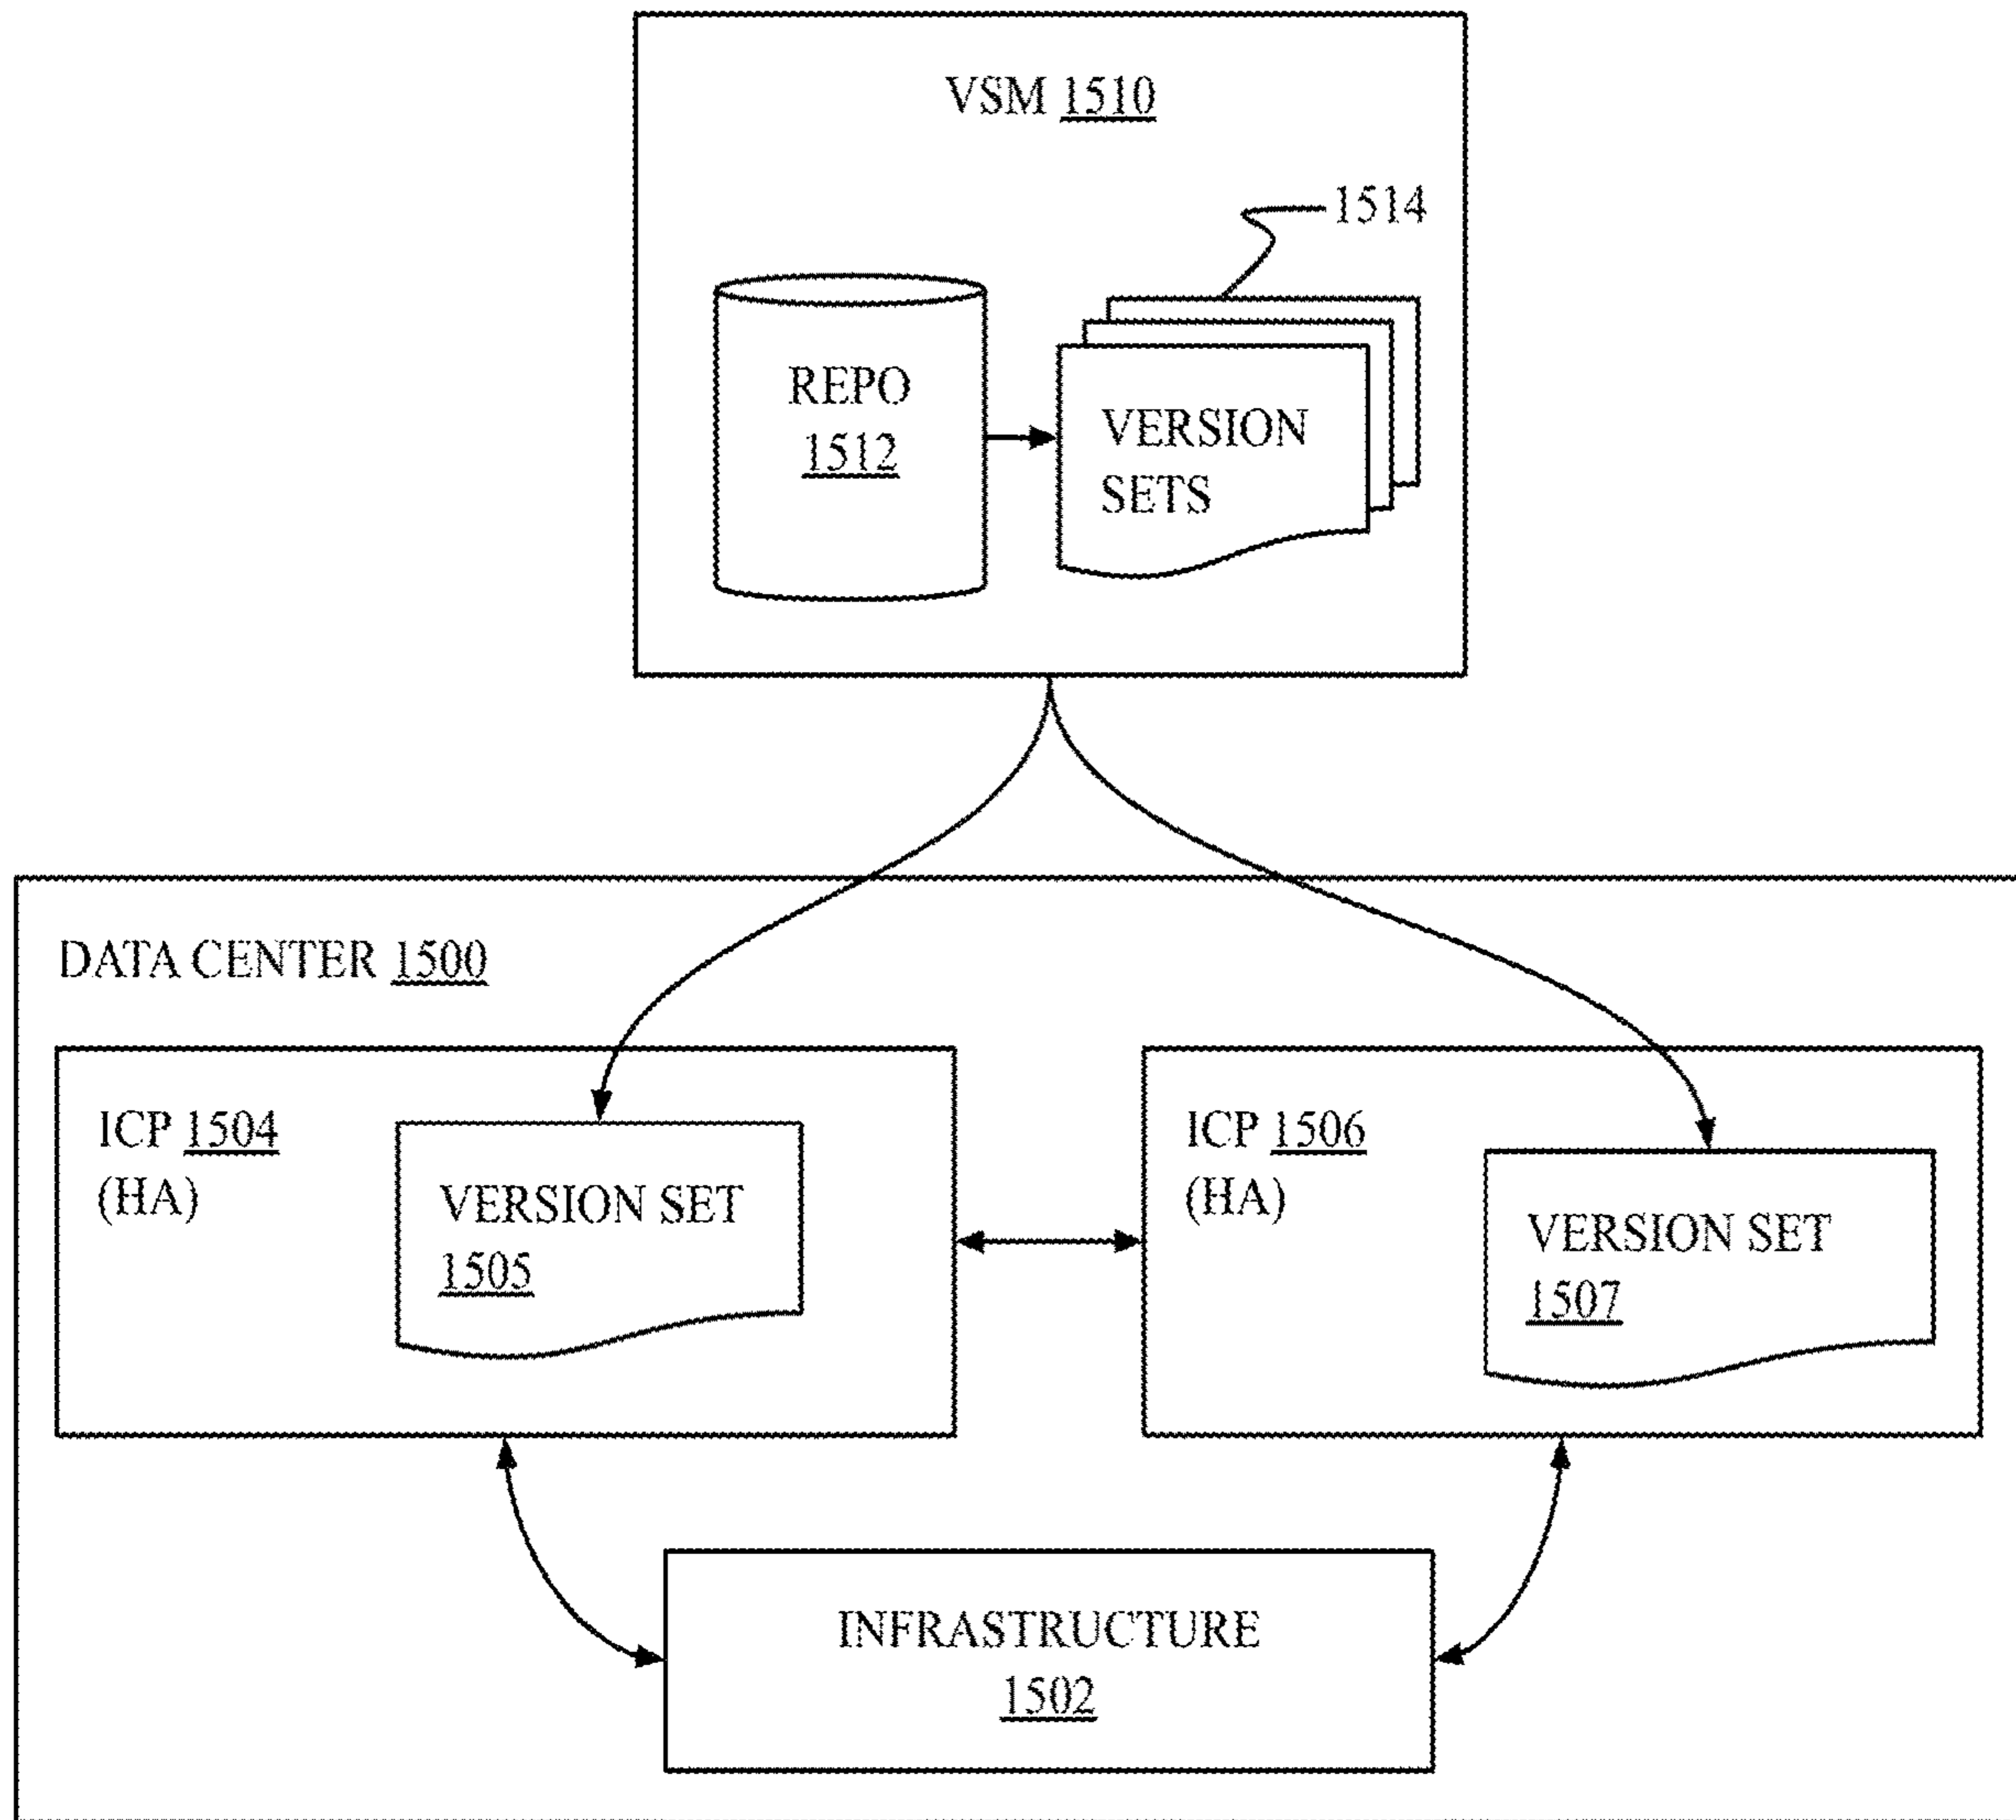 VSM 1510
1514
REPO
1512
VERSION
SETS
DATA CENTER 1500
ICP 1504
(HA)
VERSION SET
1505
ICP 1506
(HA)
VERSION SET
1507
INFRASTRUCTURE
1502